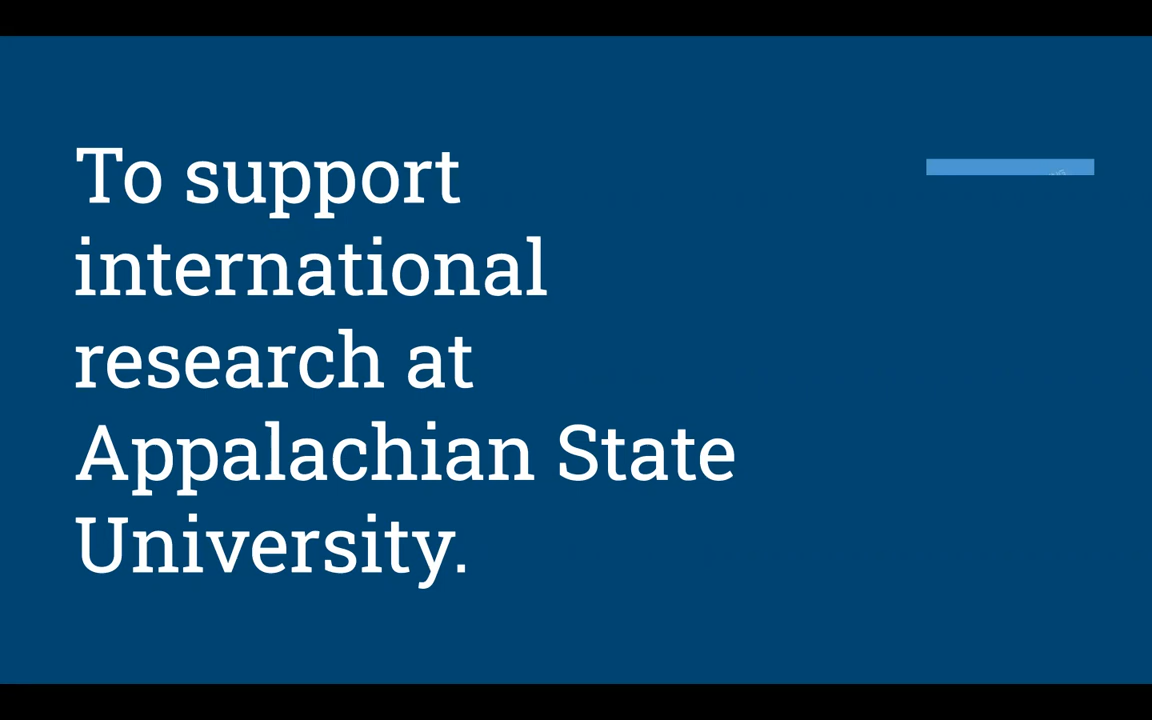 To support
international
research at
Appalachian State
University.